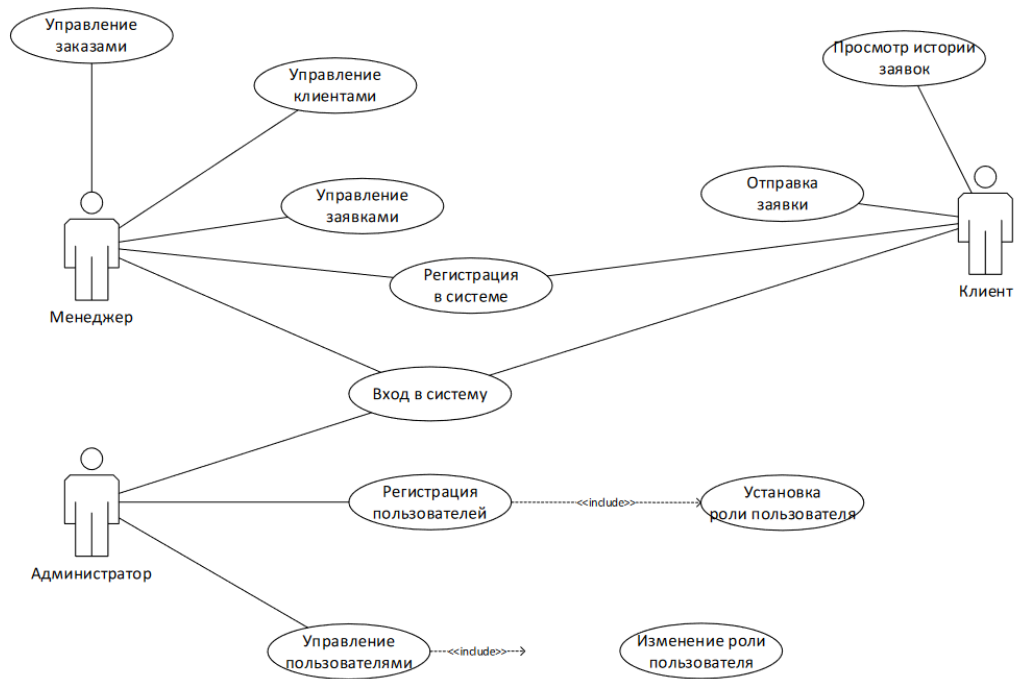 Управление
заказами
Управление
клиентами
Просмотр истории
заявок
Управление
заявками
Отправка
заявки
Регистрация
в системе
Менеджер
Клиент
Вход в систему
Регистрация
пользователей
<<include>>
Установка
роли пользователя
Администратор
Управление
пользователями
<<include>>
Изменение роли
пользователя